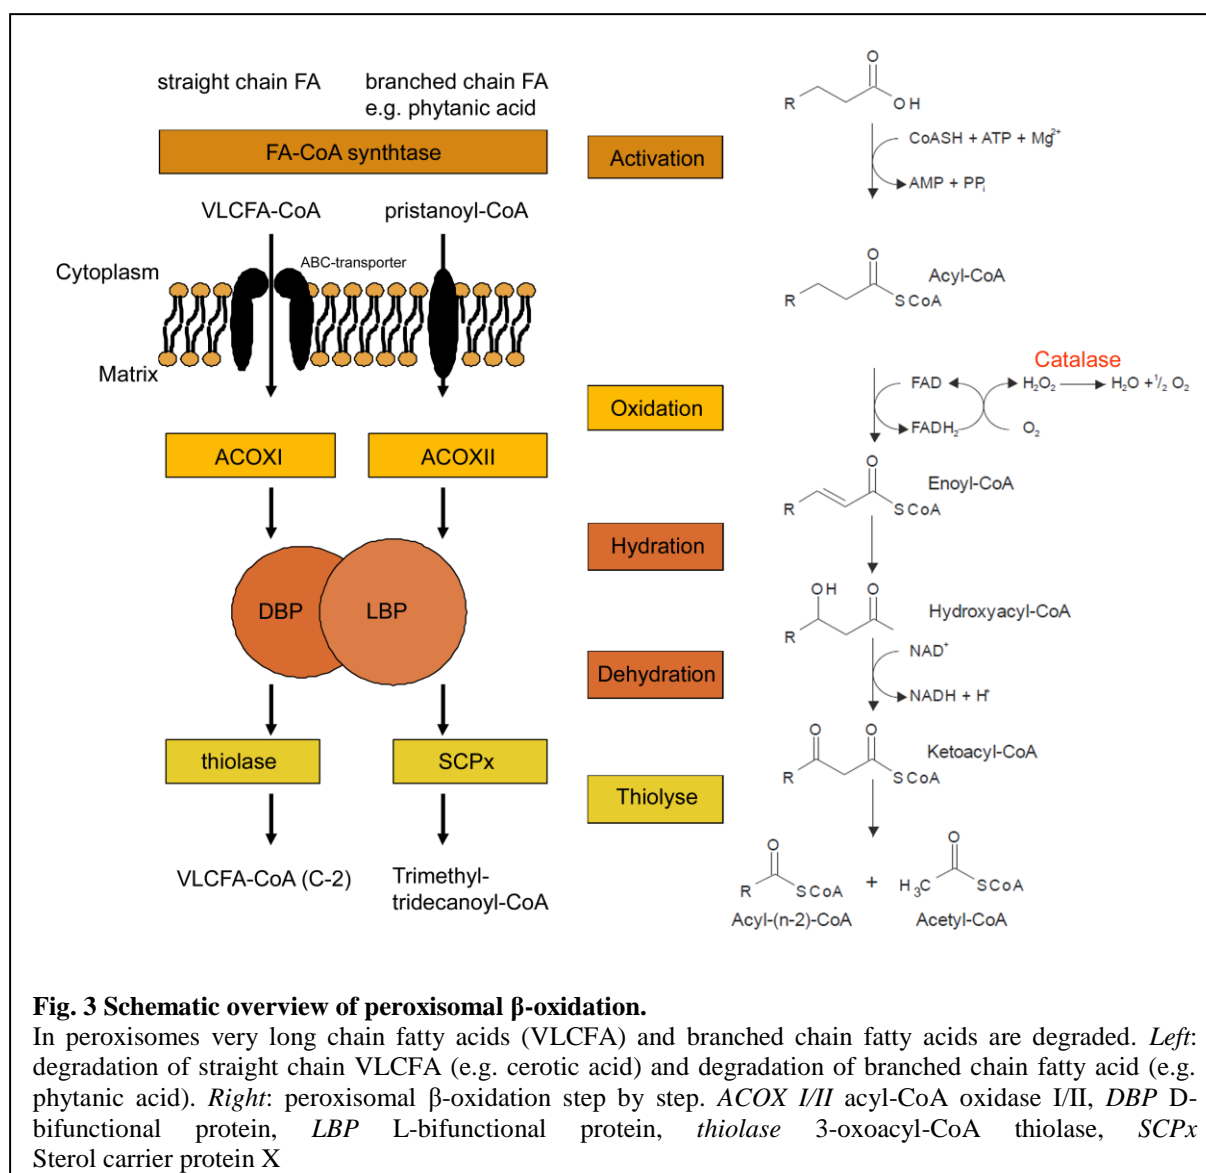 straight chain FA
branched chain FA
e.g. phytanic acid
FA-CoA synthtase
VLCFA-CoA
pristanoyl-CoA
ABC-transporter
Cytoplasm
Matrix
ACOXI
ACOXII
DBP
LBP
thiolase
SCPx
VLCFA-CoA (C-2)
Trimethyl-
tridecanoyl-CoA
Activation
Oxidation
Hydration
Dehydration
Thiolyse
O
R
OH
CoASH + ATP + Mg²⁺
AMP + PPᵢ
O
Acyl-CoA
R
SCoA
Catalase
FAD
H₂O₂
H₂O + ¹/₂ O₂
FADH₂
O₂
O
Enoyl-CoA
R
SCoA
OH
O
Hydroxyacyl-CoA
R
NAD⁺
NADH + H⁺
O
O
Ketoacyl-CoA
R
SCoA
O
O
R
SCoA
+
H₃C
SCoA
Acyl-(n-2)-CoA
Acetyl-CoA
Fig. 3 Schematic overview of peroxisomal β-oxidation.
In peroxisomes very long chain fatty acids (VLCFA) and branched chain fatty acids are degraded. Left:
degradation of straight chain VLCFA (e.g. cerotic acid) and degradation of branched chain fatty acid (e.g.
phytanic acid). Right: peroxisomal β-oxidation step by step. ACOX I/II acyl-CoA oxidase I/II, DBP D-
bifunctional protein, LBP L-bifunctional protein, thiolase 3-oxoacyl-CoA thiolase, SCPx
Sterol carrier protein X